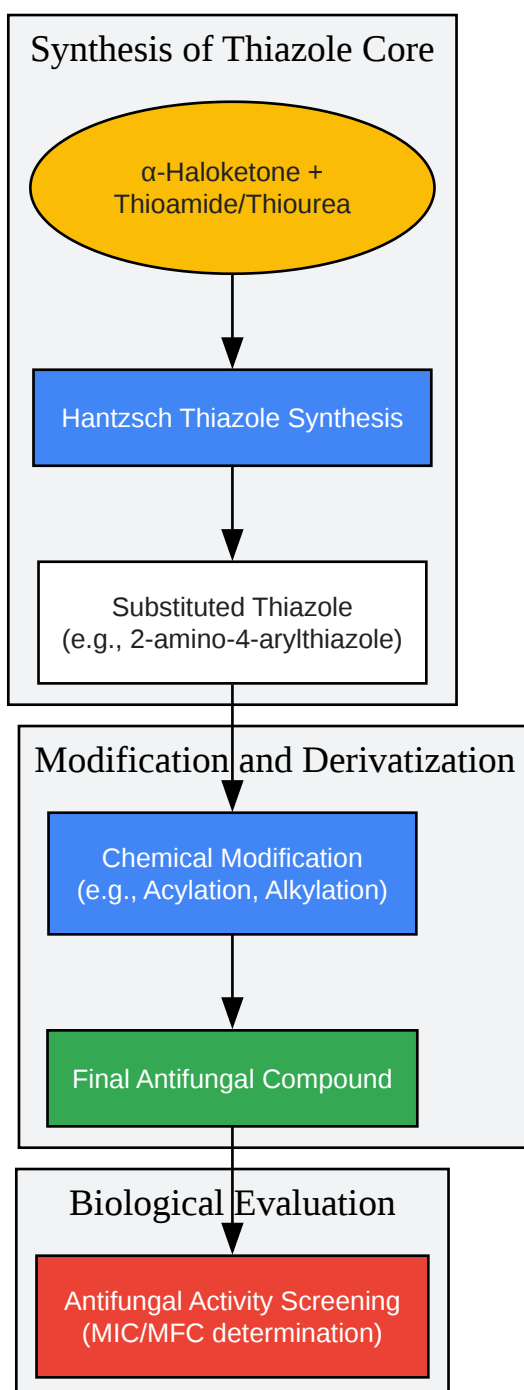 Synthesis of Thiazole Core
α-Haloketone +
Thioamide/Thiourea
Hantzsch Thiazole Synthesis
Substituted Thiazole
(e.g., 2-amino-4-arylthiazole)
Modification and Derivatization
Chemical Modification
(e.g., Acylation, Alkylation)
Final Antifungal Compound
Biological Evaluation
Antifungal Activity Screening
(MIC/MFC determination)